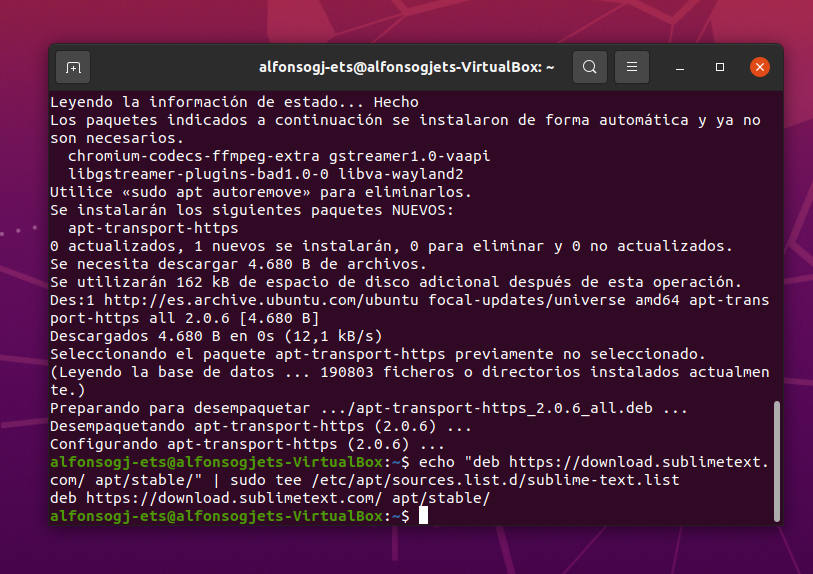 alfonsogj-ets@alfonsogjets-VirtualBox: ~
Leyendo la información de estado... Hecho
Los paquetes indicados a continuación se instalaron de forma automática y ya no
son necesarios.
  chromium-codecs-ffmpeg-extra gstreamer1.0-vaapi
  libgstreamer-plugins-bad1.0-0 libva-wayland2
Utilice «sudo apt autoremove» para eliminarlos.
Se instalarán los siguientes paquetes NUEVOS:
  apt-transport-https
0 actualizados, 1 nuevos se instalarán, 0 para eliminar y 0 no actualizados.
Se necesita descargar 4.680 B de archivos.
Se utilizarán 162 kB de espacio de disco adicional después de esta operación.
Des:1 http://es.archive.ubuntu.com/ubuntu focal-updates/universe amd64 apt-trans
port-https all 2.0.6 [4.680 B]
Descargados 4.680 B en 0s (12,1 kB/s)
Seleccionando el paquete apt-transport-https previamente no seleccionado.
(Leyendo la base de datos ... 190803 ficheros o directorios instalados actualmen
te.)
Preparando para desempaquetar .../apt-transport-https_2.0.6_all.deb ...
Desempaquetando apt-transport-https (2.0.6) ...
Configurando apt-transport-https (2.0.6) ...
alfonsogj-ets@alfonsogjets-VirtualBox:~$ echo "deb https://download.sublimetext.
com/ apt/stable/" | sudo tee /etc/apt/sources.list.d/sublime-text.list
deb https://download.sublimetext.com/ apt/stable/
alfonsogj-ets@alfonsogjets-VirtualBox:~$